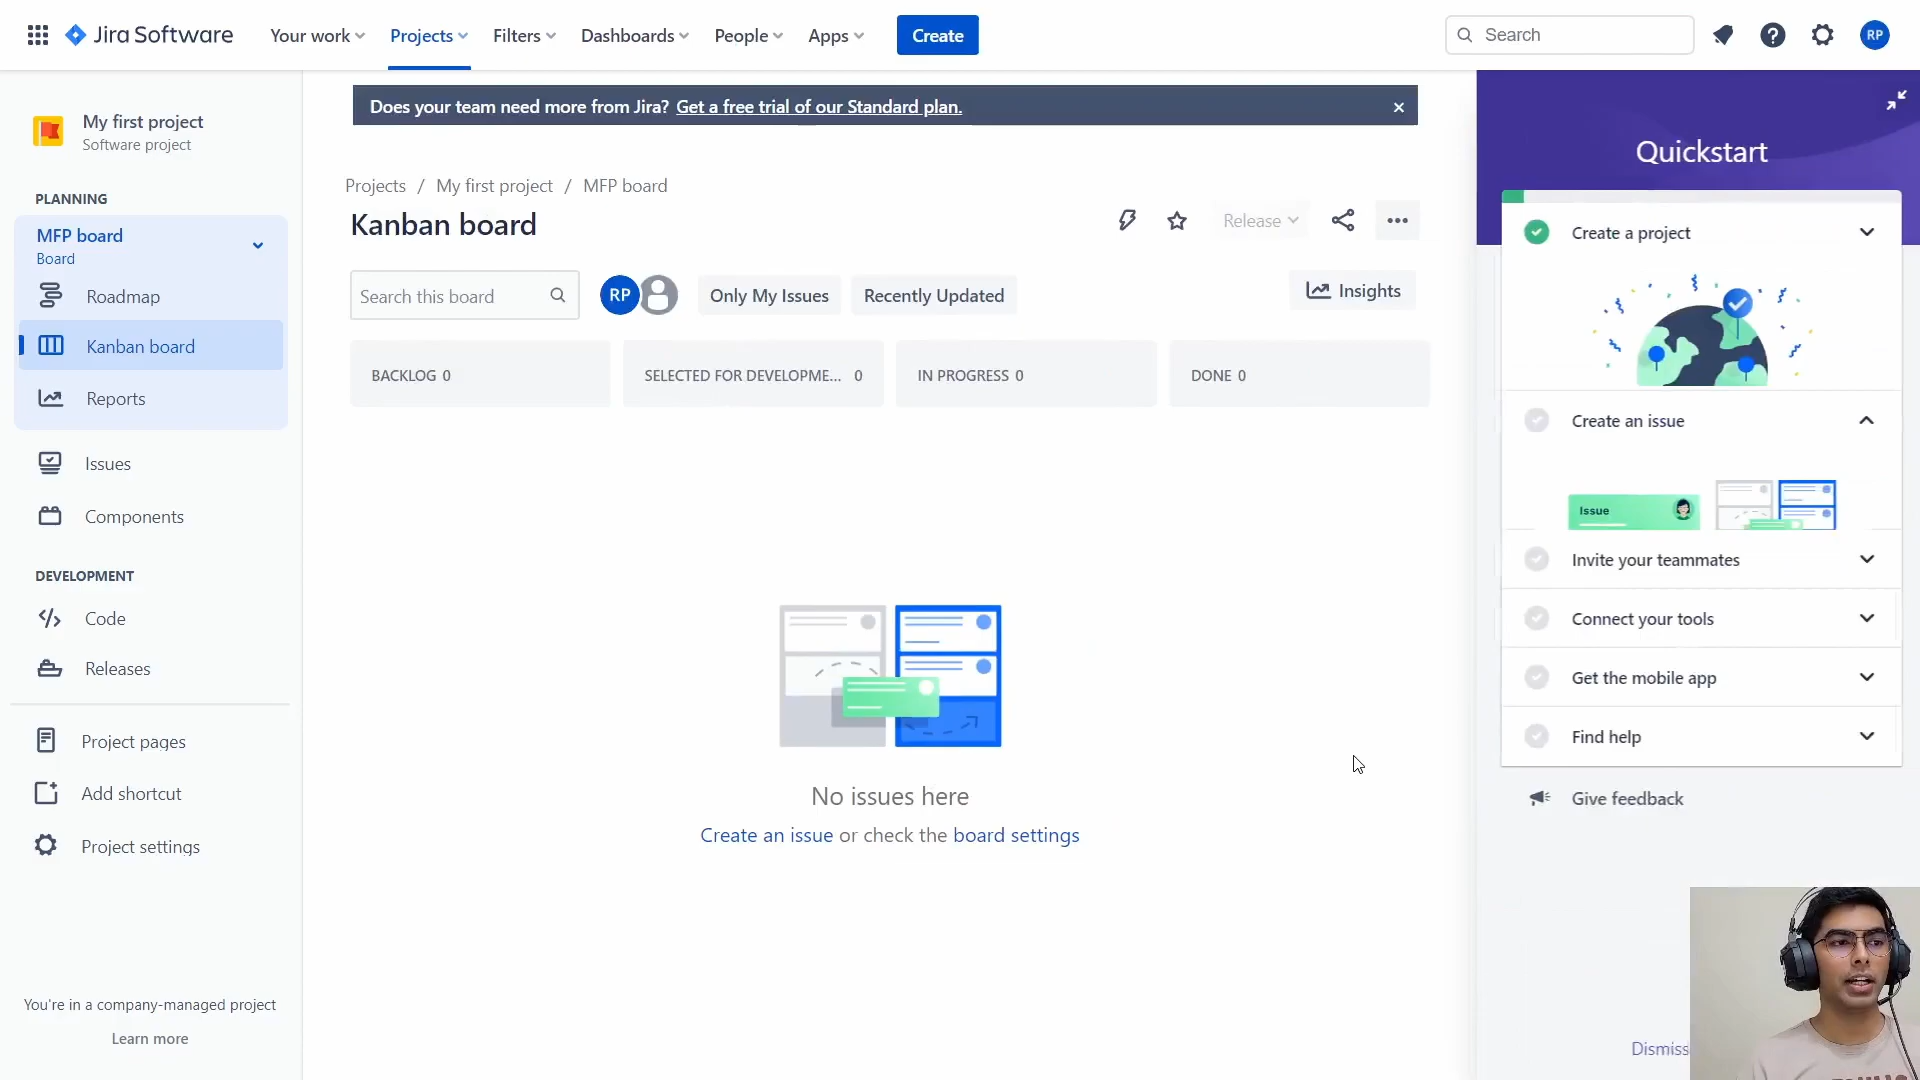 Jira Software
Your work
Projects
Filters
Dashboards
People
Apps
Create
Search
RP
My first project
Software project
PLANNING
MFP board
Board
Roadmap
Kanban board
Reports
Issues
Components
DEVELOPMENT
Code
Releases
Project pages
Add shortcut
Project settings
You're in a company-managed project
Learn more
Does your team need more from Jira? Get a free trial of our Standard plan.
Projects / My first project / MFP board
Kanban board
Release
Search this board
RP
Only My Issues
Recently Updated
Insights
BACKLOG 0
SELECTED FOR DEVELOPME... 0
IN PROGRESS 0
DONE 0
No issues here
Create an issue or check the board settings
Quickstart
Create a project
Create an issue
Issue
Invite your teammates
Connect your tools
Get the mobile app
Find help
Give feedback
Dismiss